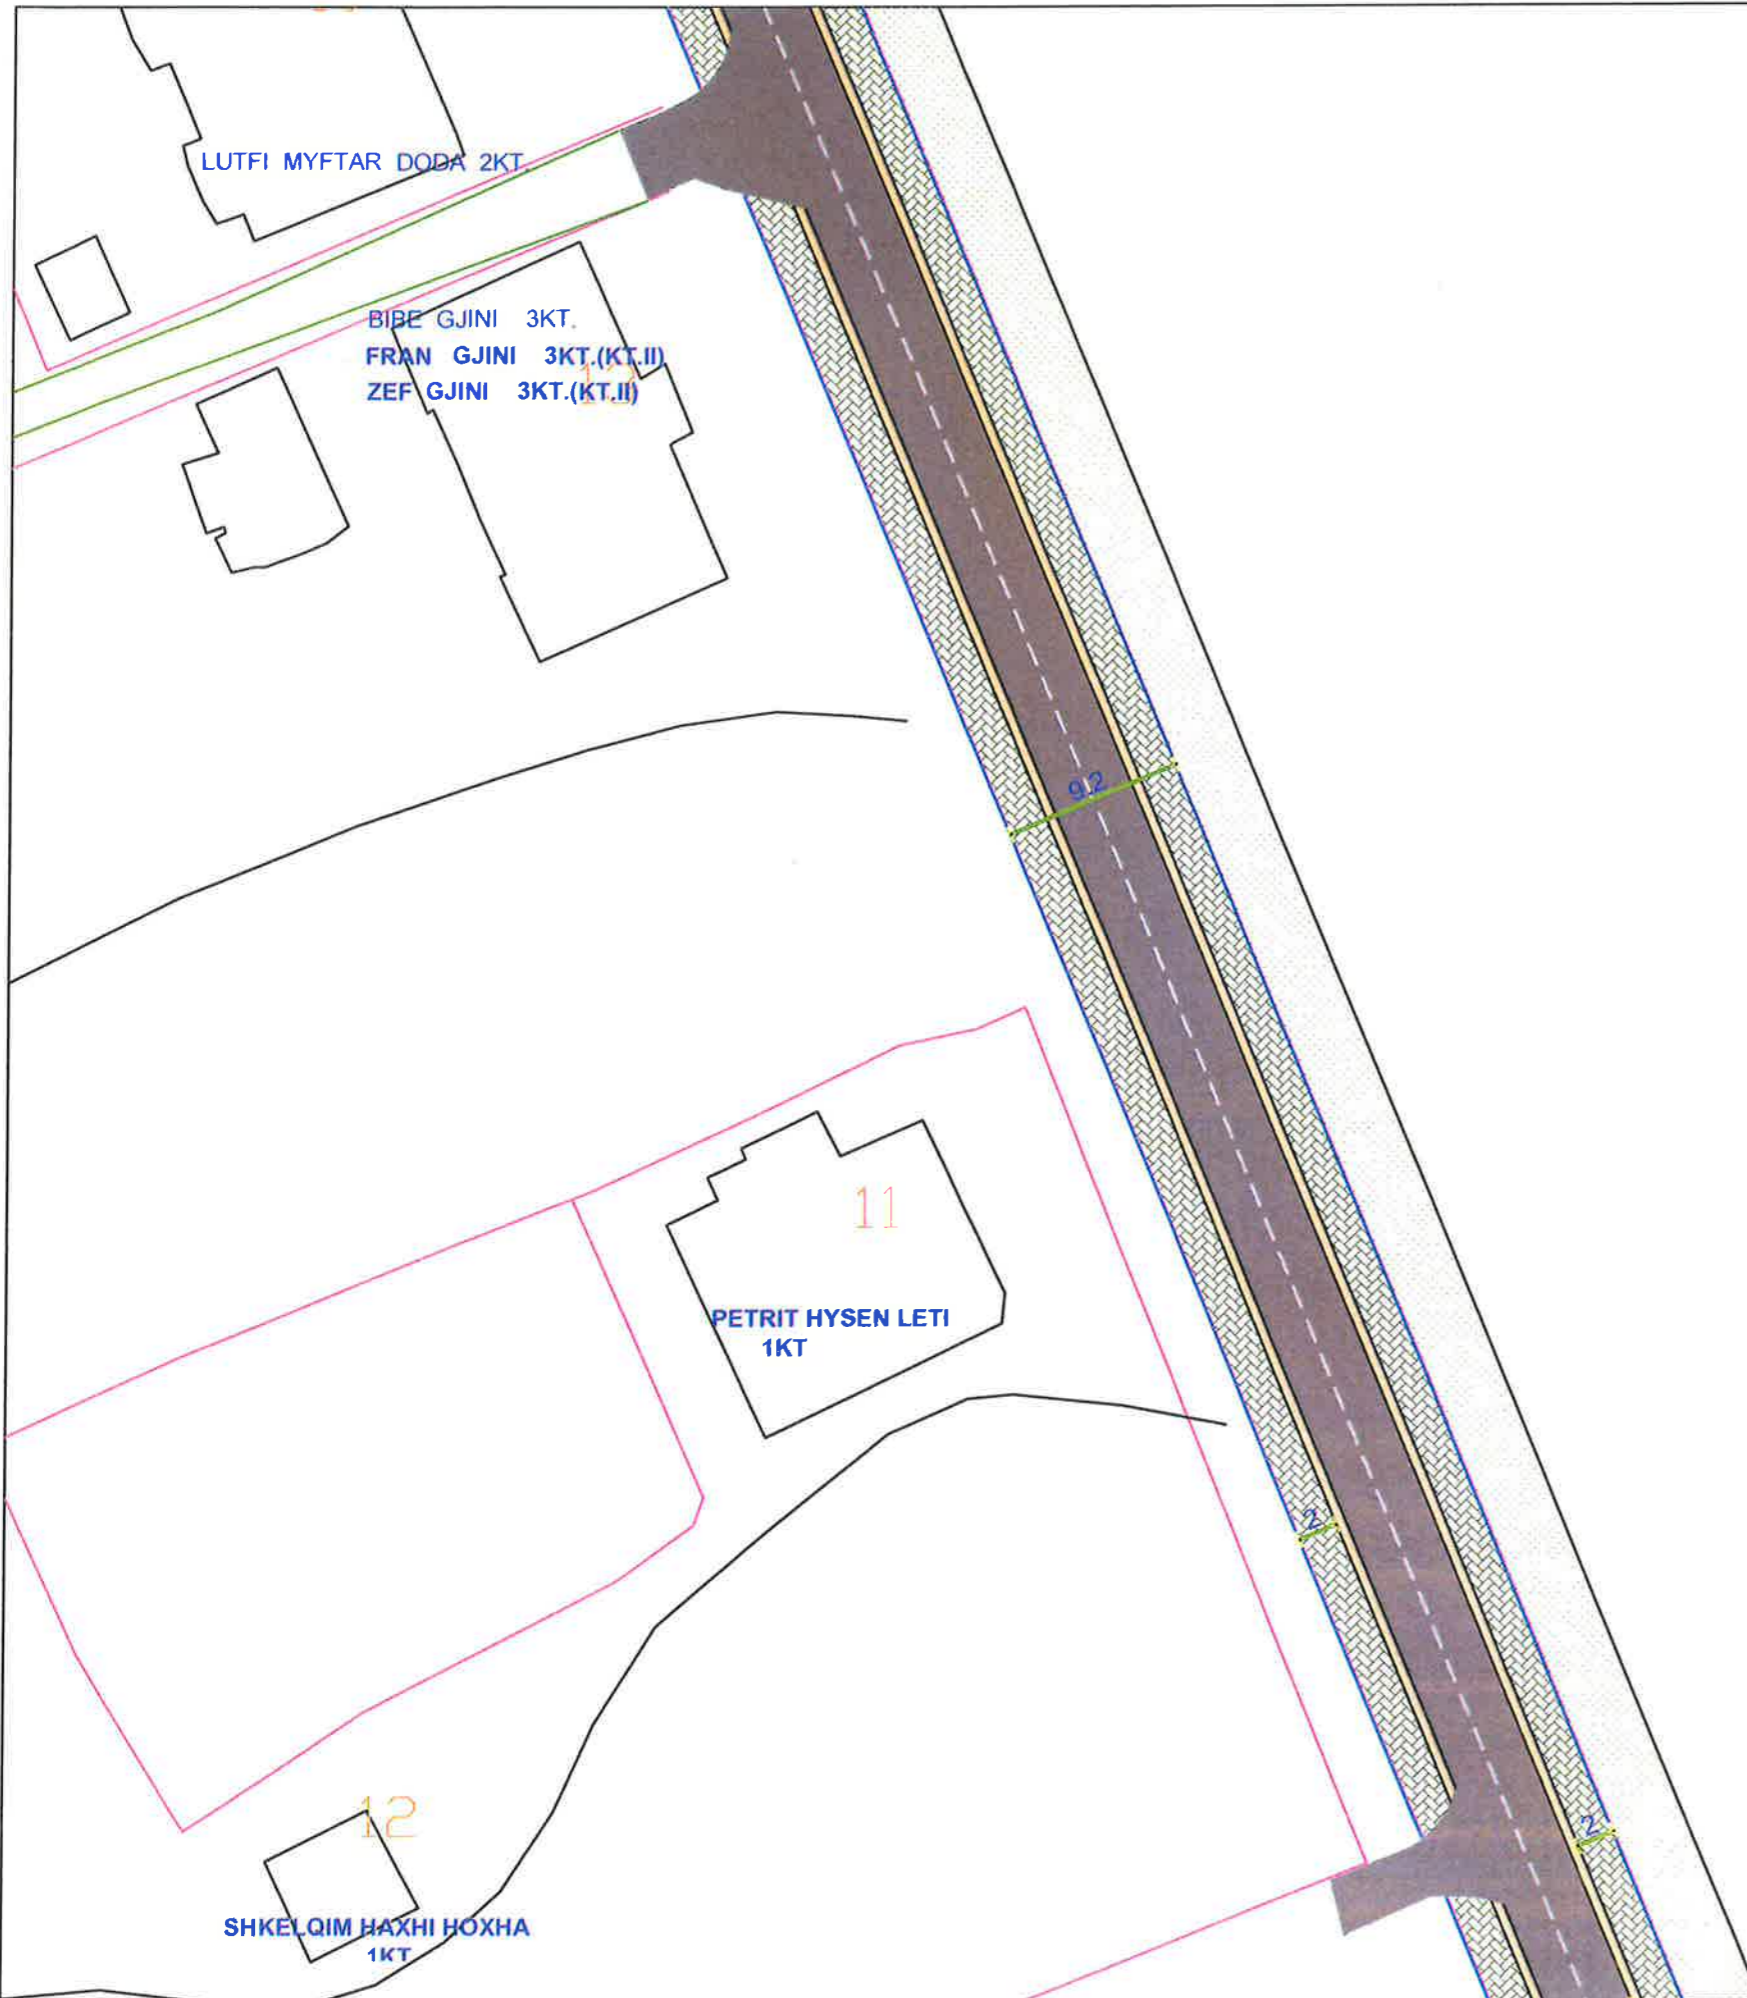 LUTFI MYFTAR DODA 2KT.
BIBE GJINI 3KT.
FRAN GJINI 3KT.(KT.II)
ZEF GJINI 3KT.(KT.II)
13
9.2
11
PETRIT HYSEN LETI
1KT
2
12
2
SHKELQIM HAXHI HOXHA
1KT